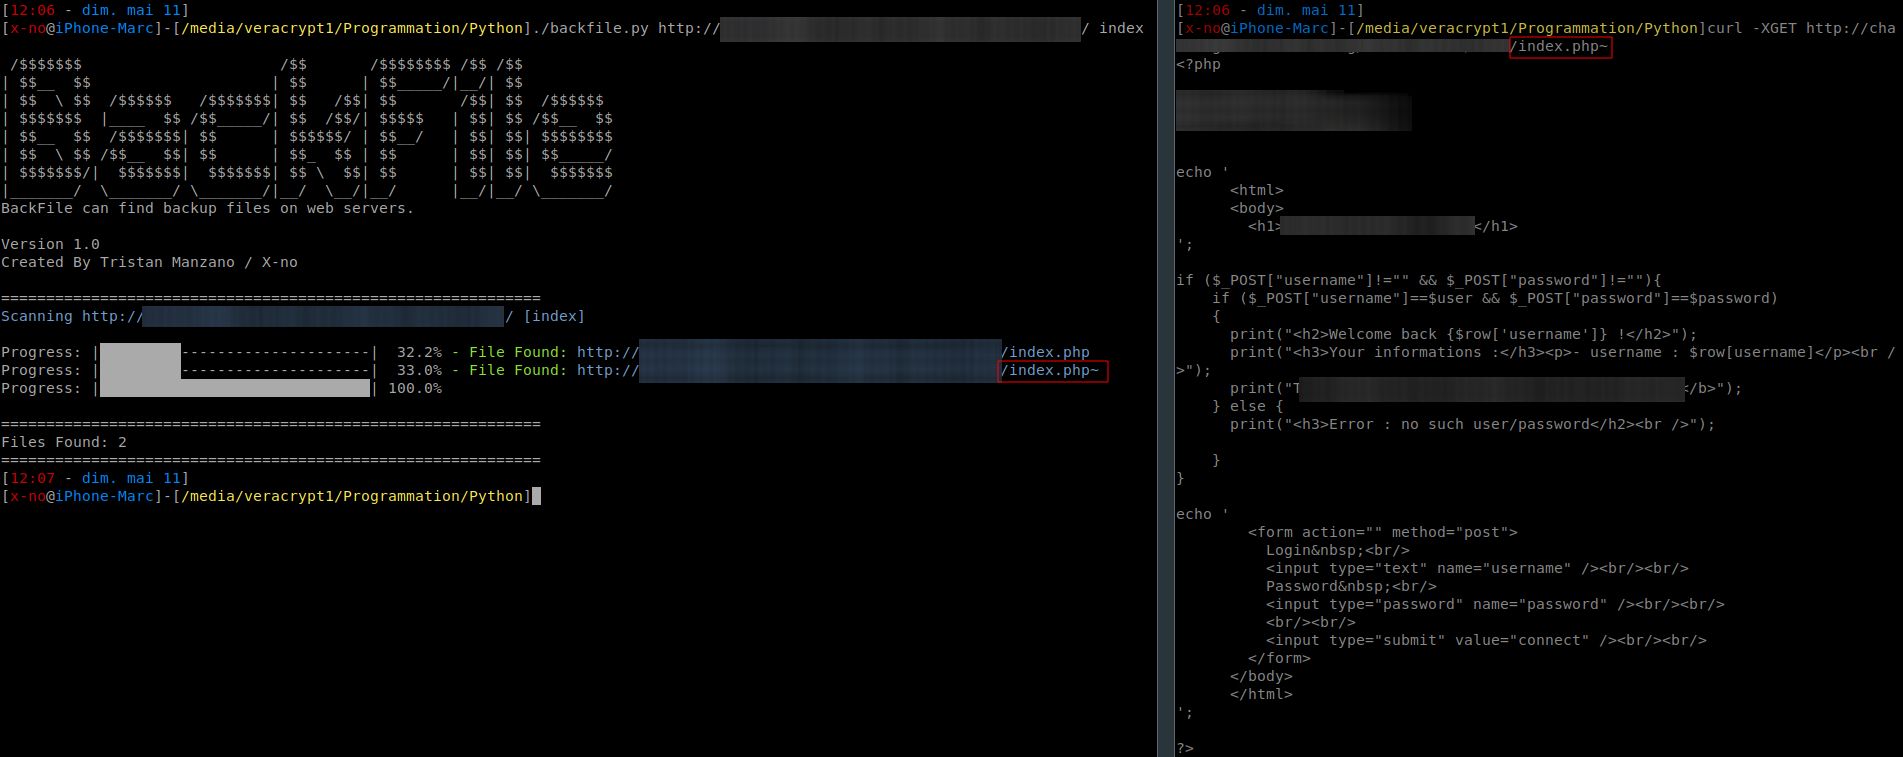 [12:06 - dim. mai 11]
[x-no@iPhone-Marc]-[/media/veracrypt1/Programmation/Python]./backfile.py http:/// index
 /$$$$$$$                      /$$       /$$$$$$$$ /$$ /$$
| $$__  $$                    | $$      | $$_____/|__/| $$
| $$  \ $$  /$$$$$$   /$$$$$$$| $$   /$$| $$       /$$| $$  /$$$$$$
| $$$$$$$  |____  $$ /$$_____/| $$  /$$/| $$$$$   | $$| $$ /$$__  $$
| $$__  $$  /$$$$$$$| $$      | $$$$$$/ | $$__/   | $$| $$| $$$$$$$$
| $$  \ $$ /$$__  $$| $$      | $$_  $$ | $$      | $$| $$| $$_____/
| $$$$$$$/|  $$$$$$$|  $$$$$$$| $$ \  $$| $$      | $$| $$|  $$$$$$$
|_______/  \_______/ \_______/|__/  \__/|__/      |__/|__/ \_______/
BackFile can find backup files on web servers.
Version 1.0
Created By Tristan Manzano / X-no
============================================================
Scanning http:/// [index]
Progress: |---------------------|  32.2% - File Found: http:///index.php
Progress: |---------------------|  33.0% - File Found: http:///index.php~
Progress: || 100.0%
============================================================
Files Found: 2
============================================================
[12:07 - dim. mai 11]
[x-no@iPhone-Marc]-[/media/veracrypt1/Programmation/Python]
[12:06 - dim. mai 11]
[x-no@iPhone-Marc]-[/media/veracrypt1/Programmation/Python]curl -XGET http://cha
/index.php~
<?php
echo '
      <html>
      <body>
        <h1></h1>
';
if ($_POST["username"]!="" && $_POST["password"]!=""){
    if ($_POST["username"]==$user && $_POST["password"]==$password)
    {
      print("<h2>Welcome back {$row['username']} !</h2>");
      print("<h3>Your informations :</h3><p>- username : $row[username]</p><br /
>");
      print("</b>");
    } else {
      print("<h3>Error : no such user/password</h2><br />");
    }
}
echo '
        <form action="" method="post">
          Login&nbsp;<br/>
          <input type="text" name="username" /><br/><br/>
          Password&nbsp;<br/>
          <input type="password" name="password" /><br/><br/>
          <br/><br/>
          <input type="submit" value="connect" /><br/><br/>
        </form>
      </body>
      </html>
';
?>